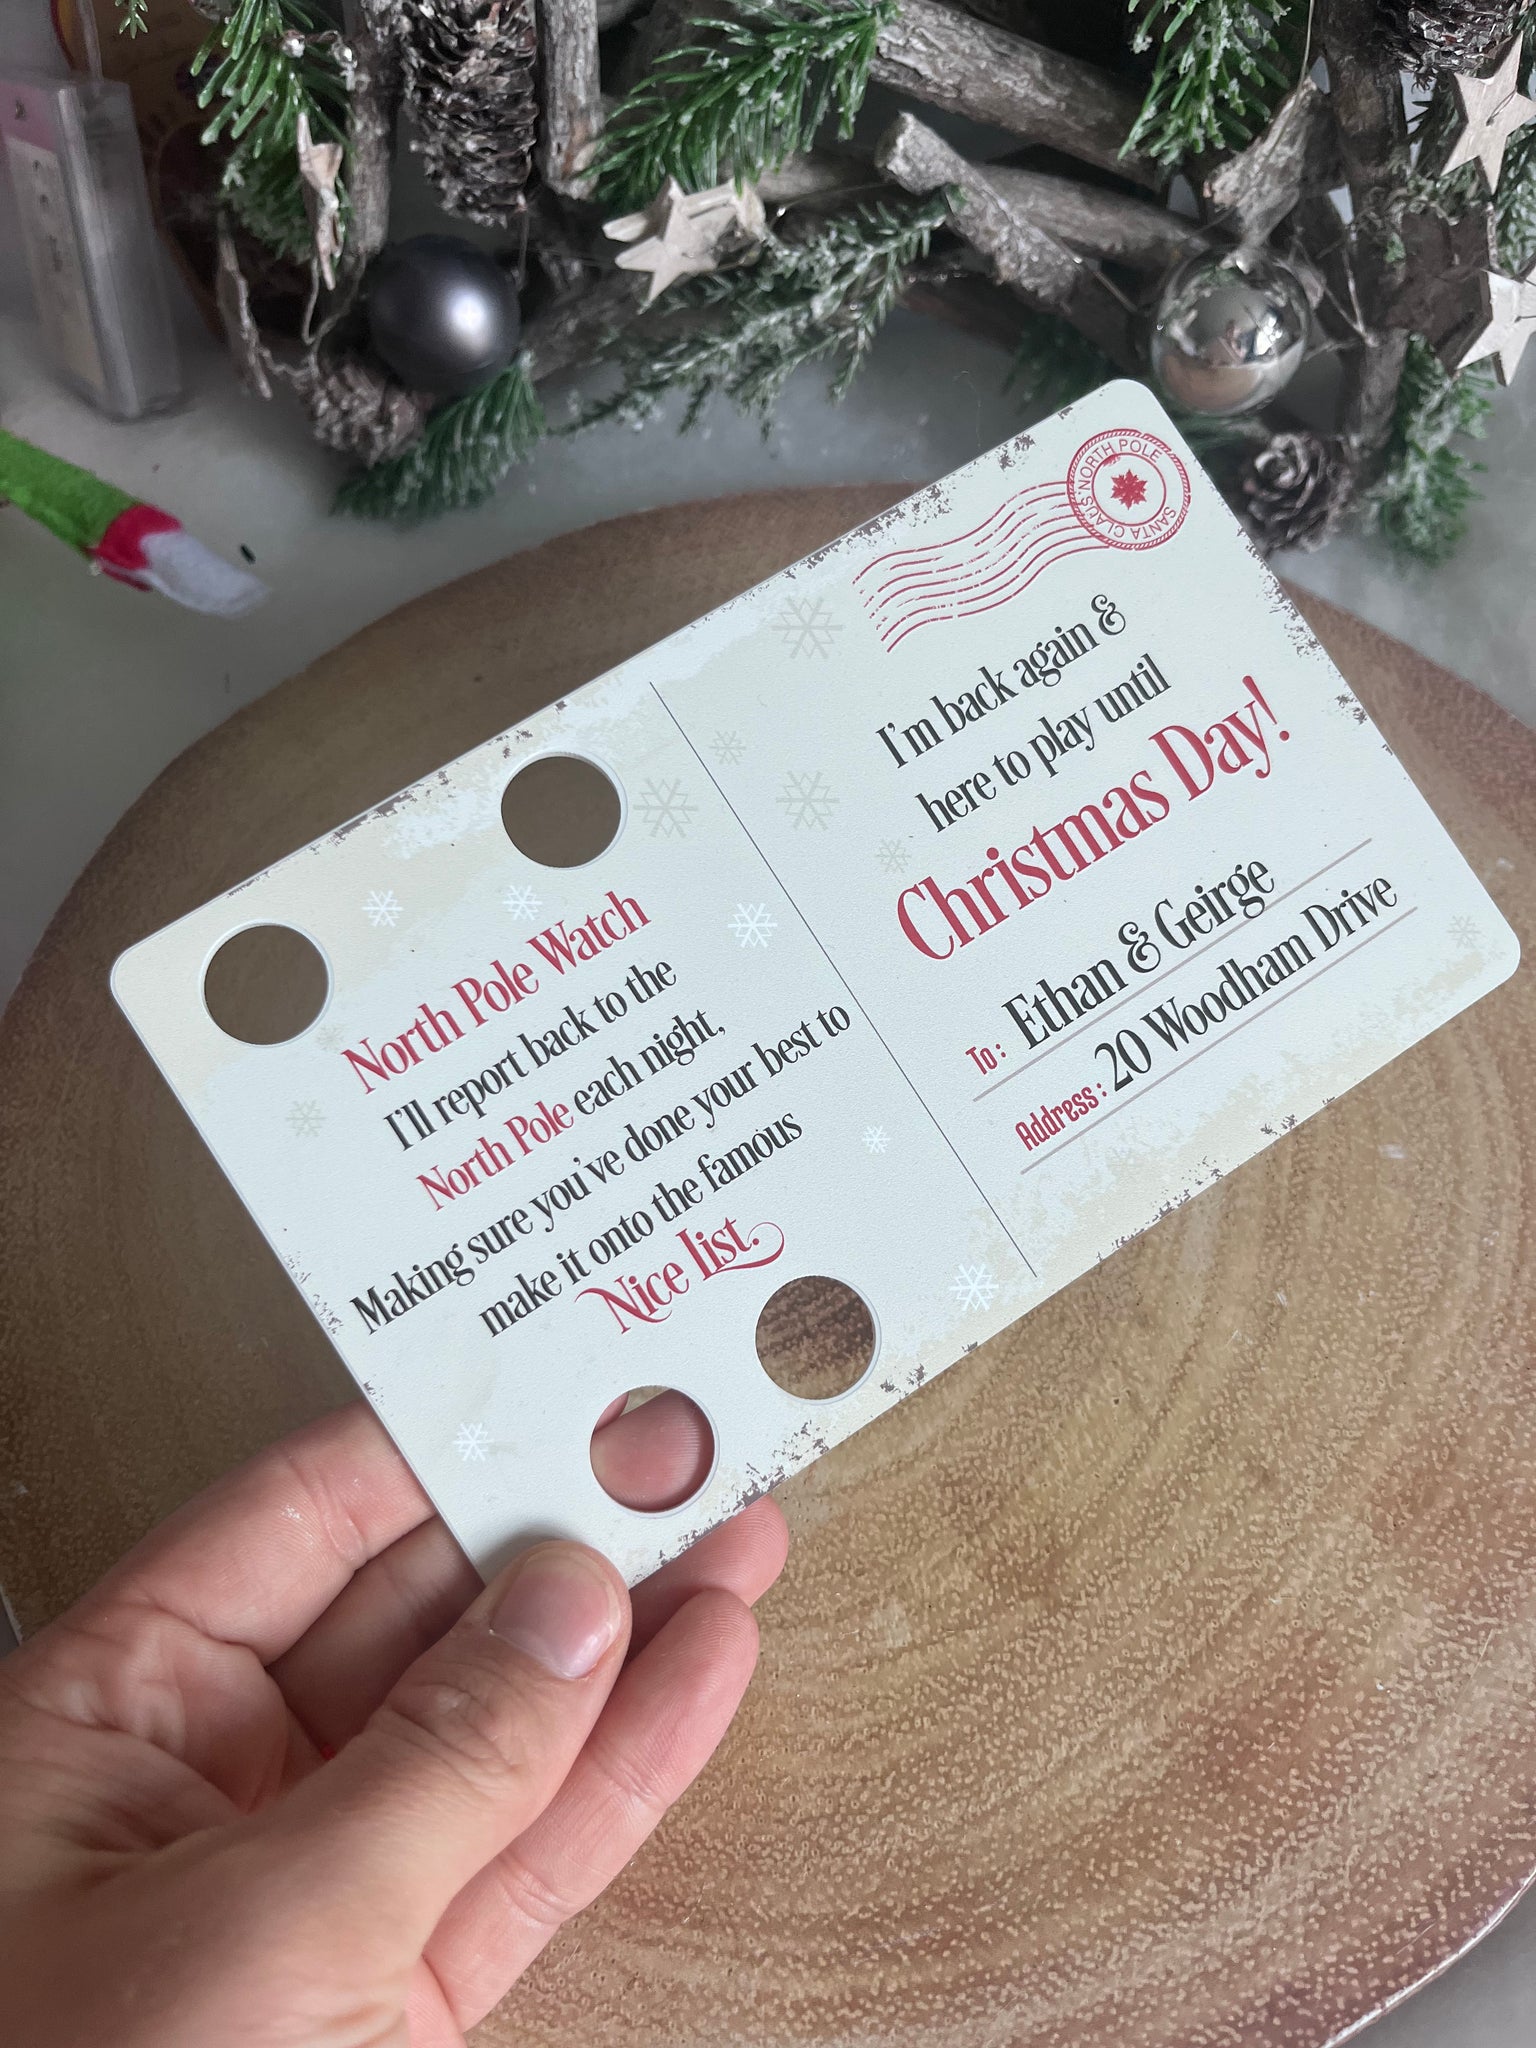 North Pole Watch
I'll report back to the
North Pole each night,
Making sure you've done your best to
make it onto the famous
Nice list.
NORTH POLE
SANTA CLAUS'
I'm back again &
here to play until
Christmas Day!
To: Ethan & Geirge
Address: 20 Woodham Drive